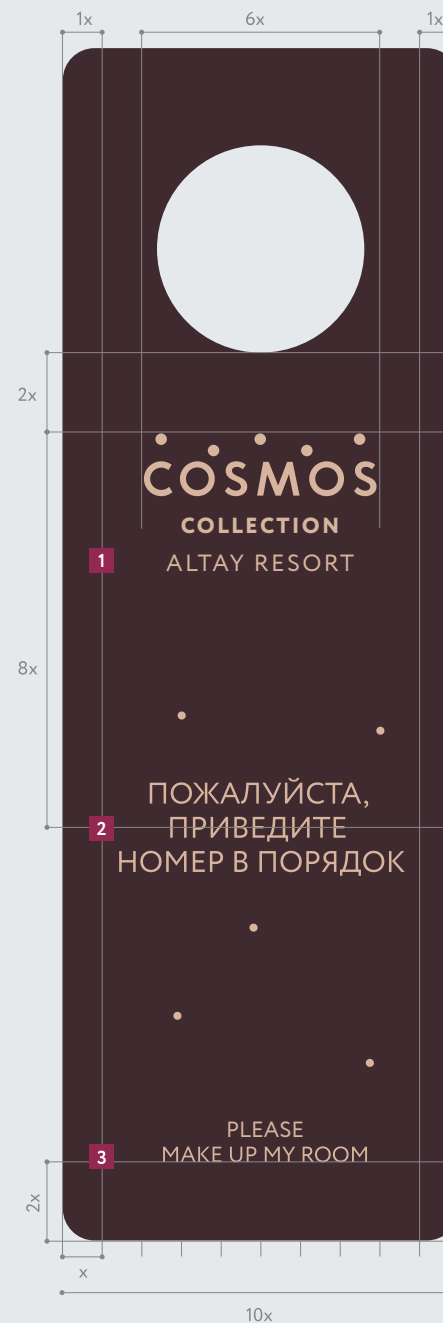 1x 6x 1x
2x
COSMOS
COLLECTION
1
ALTAY RESORT
8x
ПОЖАЛУЙСТА,
2
ПРИВЕДИТЕ
НОМЕР В ПОРЯДОК
PLEASE
3
MAKE UP MY ROOM
2x
x
10x